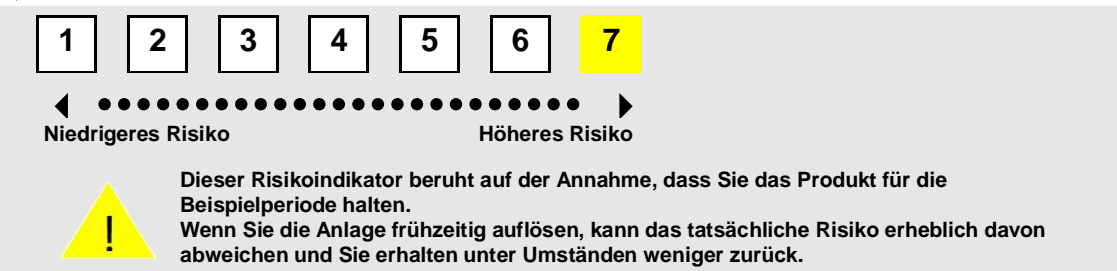 1 2 3 4 5 6 7
Niedrigeres Risiko Höheres Risiko
!
Dieser Risikoindikator beruht auf der Annahme, dass Sie das Produkt für die
Beispielperiode halten.
Wenn Sie die Anlage frühzeitig auflösen, kann das tatsächliche Risiko erheblich davon
abweichen und Sie erhalten unter Umständen weniger zurück.